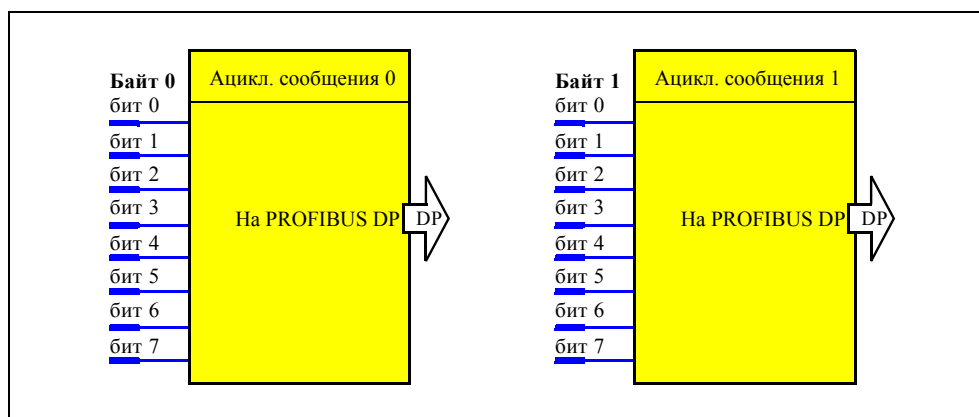 Байт 0
Ацикл. сообщения 0
бит 0
бит 1
бит 2
бит 3
бит 4
бит 5
бит 6
бит 7
На PROFIBUS DP
DP
Байт 1
Ацикл. сообщения 1
бит 0
бит 1
бит 2
бит 3
бит 4
бит 5
бит 6
бит 7
На PROFIBUS DP
DP